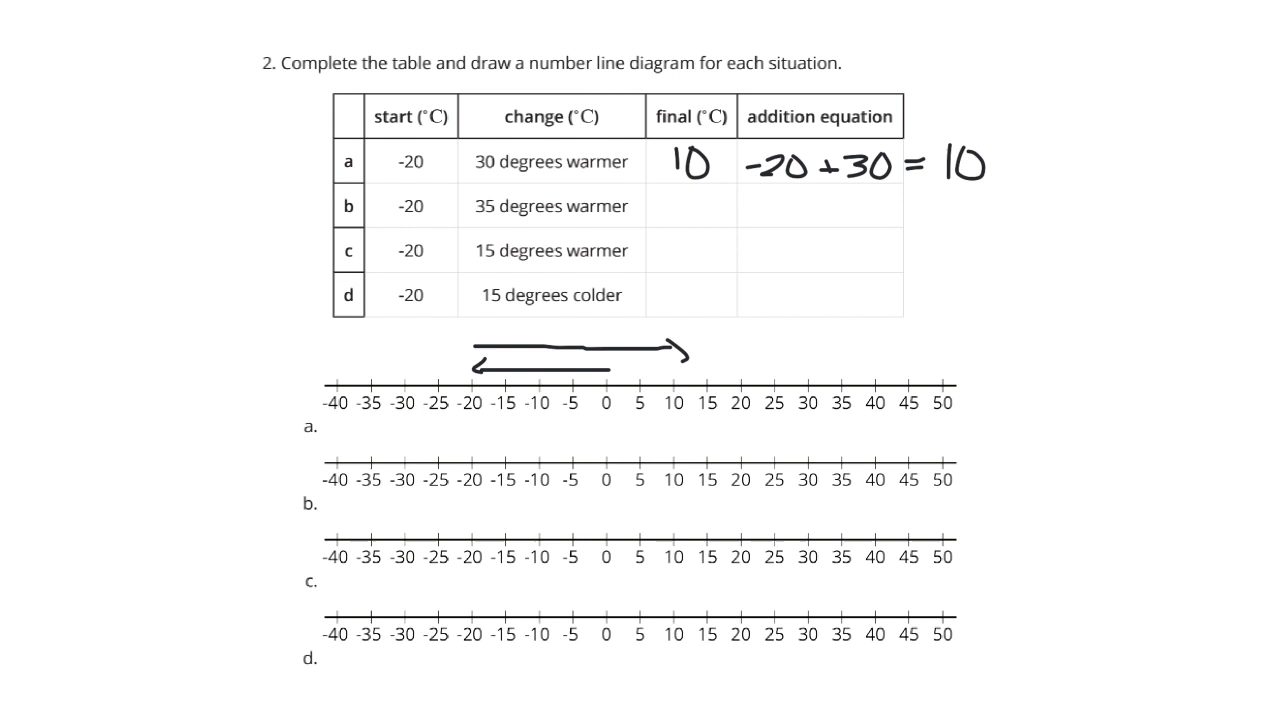 2. Complete the table and draw a number line diagram for each situation.
start (°C) change (°C) final (°C) addition equation
a -20 30 degrees warmer 10 -20 + 30 = 10
b -20 35 degrees warmer
c -20 15 degrees warmer
d -20 15 degrees colder
-40 -35 -30 -25 -20 -15 -10 -5 0 5 10 15 20 25 30 35 40 45 50
a.
-40 -35 -30 -25 -20 -15 -10 -5 0 5 10 15 20 25 30 35 40 45 50
b.
-40 -35 -30 -25 -20 -15 -10 -5 0 5 10 15 20 25 30 35 40 45 50
c.
-40 -35 -30 -25 -20 -15 -10 -5 0 5 10 15 20 25 30 35 40 45 50
d.